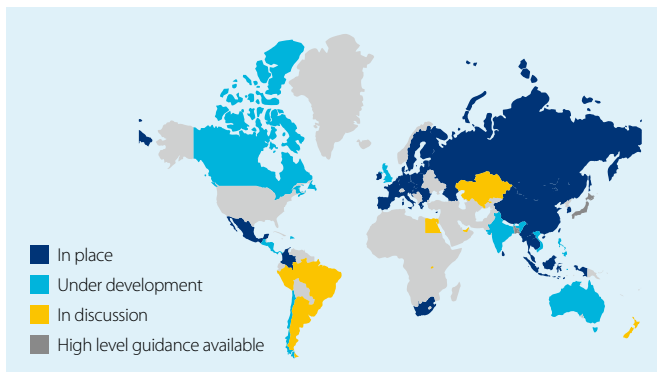 In place
Under development
In discussion
High level guidance available